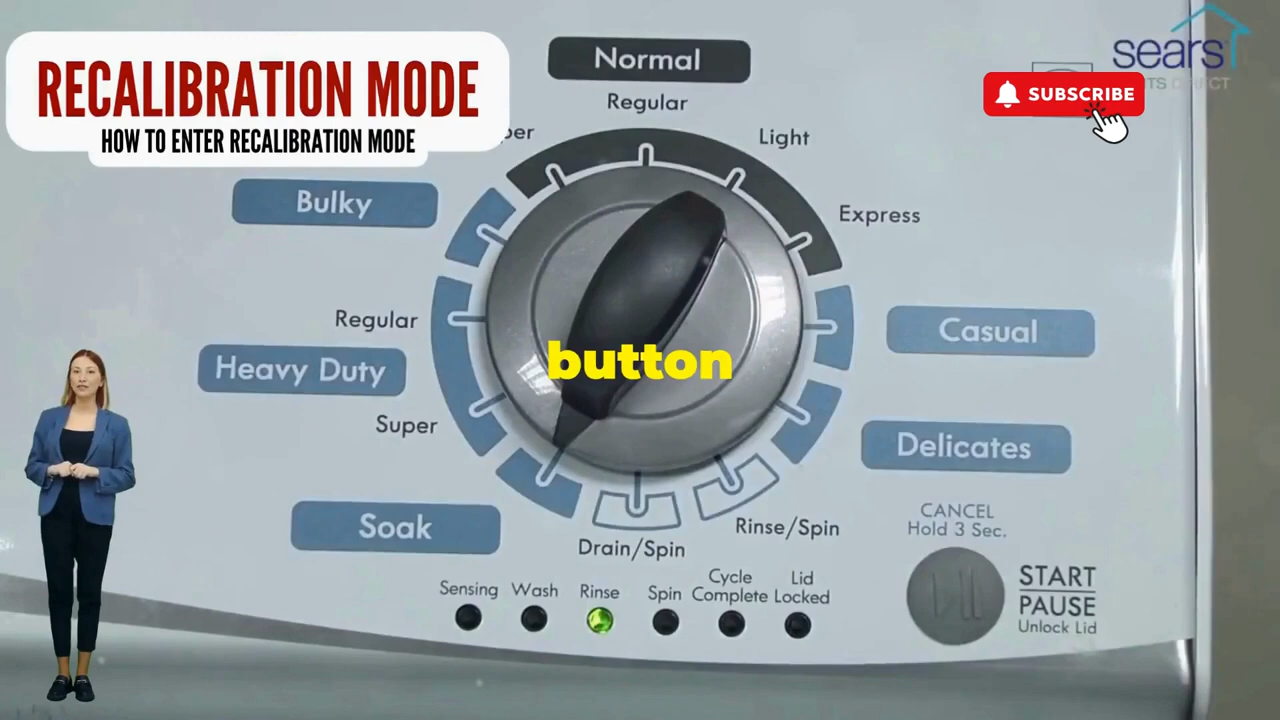 RECALIBRATION MODE
HOW TO ENTER RECALIBRATION MODE
sears
DIRECT
SUBSCRIBE
Normal
Regular
Light
Express
Bulky
Regular
Heavy Duty
Super
Casual
Delicates
button
Soak
Drain/Spin
Rinse/Spin
CANCEL
Hold 3 Sec.
START
PAUSE
Unlock Lid
Sensing
Wash
Rinse
Spin
Cycle
Complete
Lid
Locked